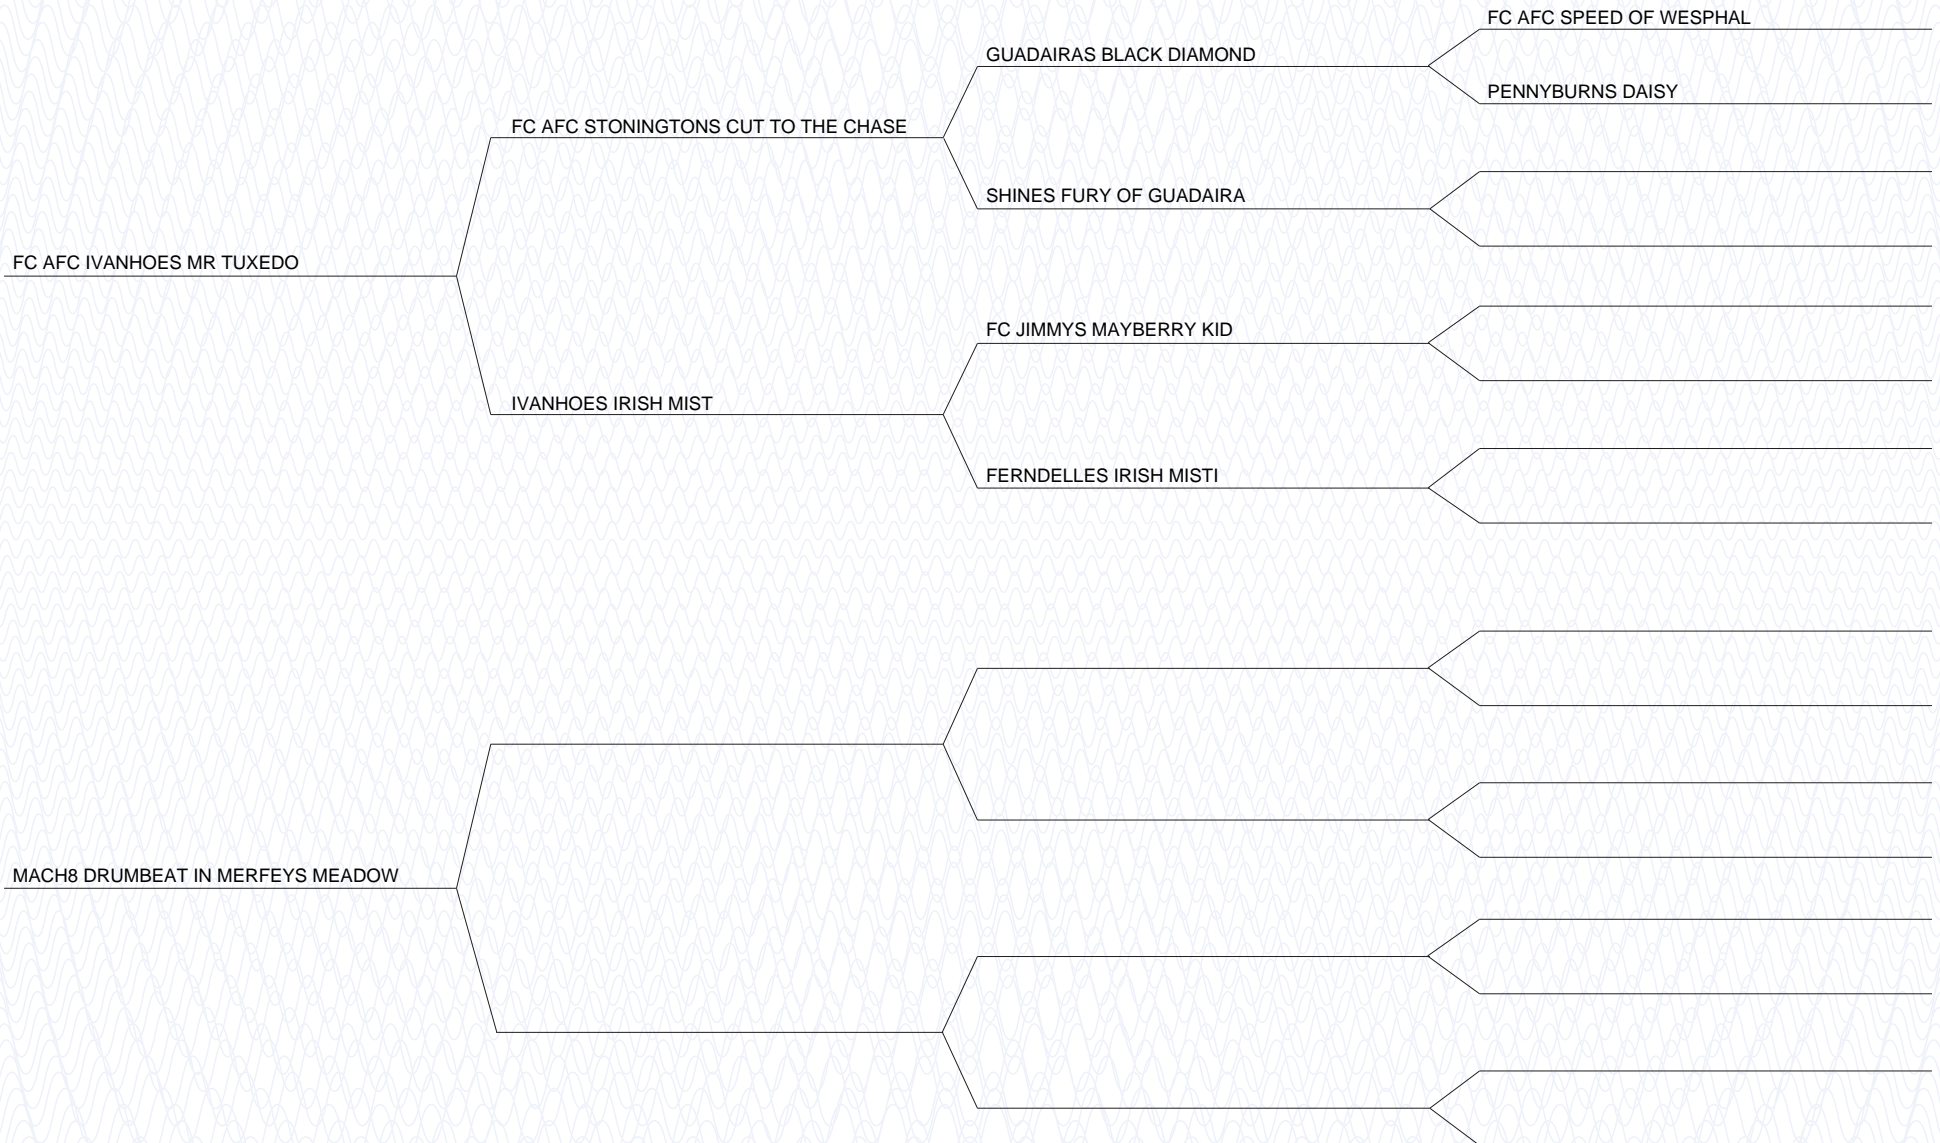 FC AFC SPEED OF WESPHAL
GUADAIRAS BLACK DIAMOND
PENNYBURNS DAISY
FC AFC STONINGTONS CUT TO THE CHASE
SHINES FURY OF GUADAIRA
FC AFC IVANHOES MR TUXEDO
FC JIMMYS MAYBERRY KID
IVANHOES IRISH MIST
FERNDELLES IRISH MISTI
MACH8 DRUMBEAT IN MERFEYS MEADOW